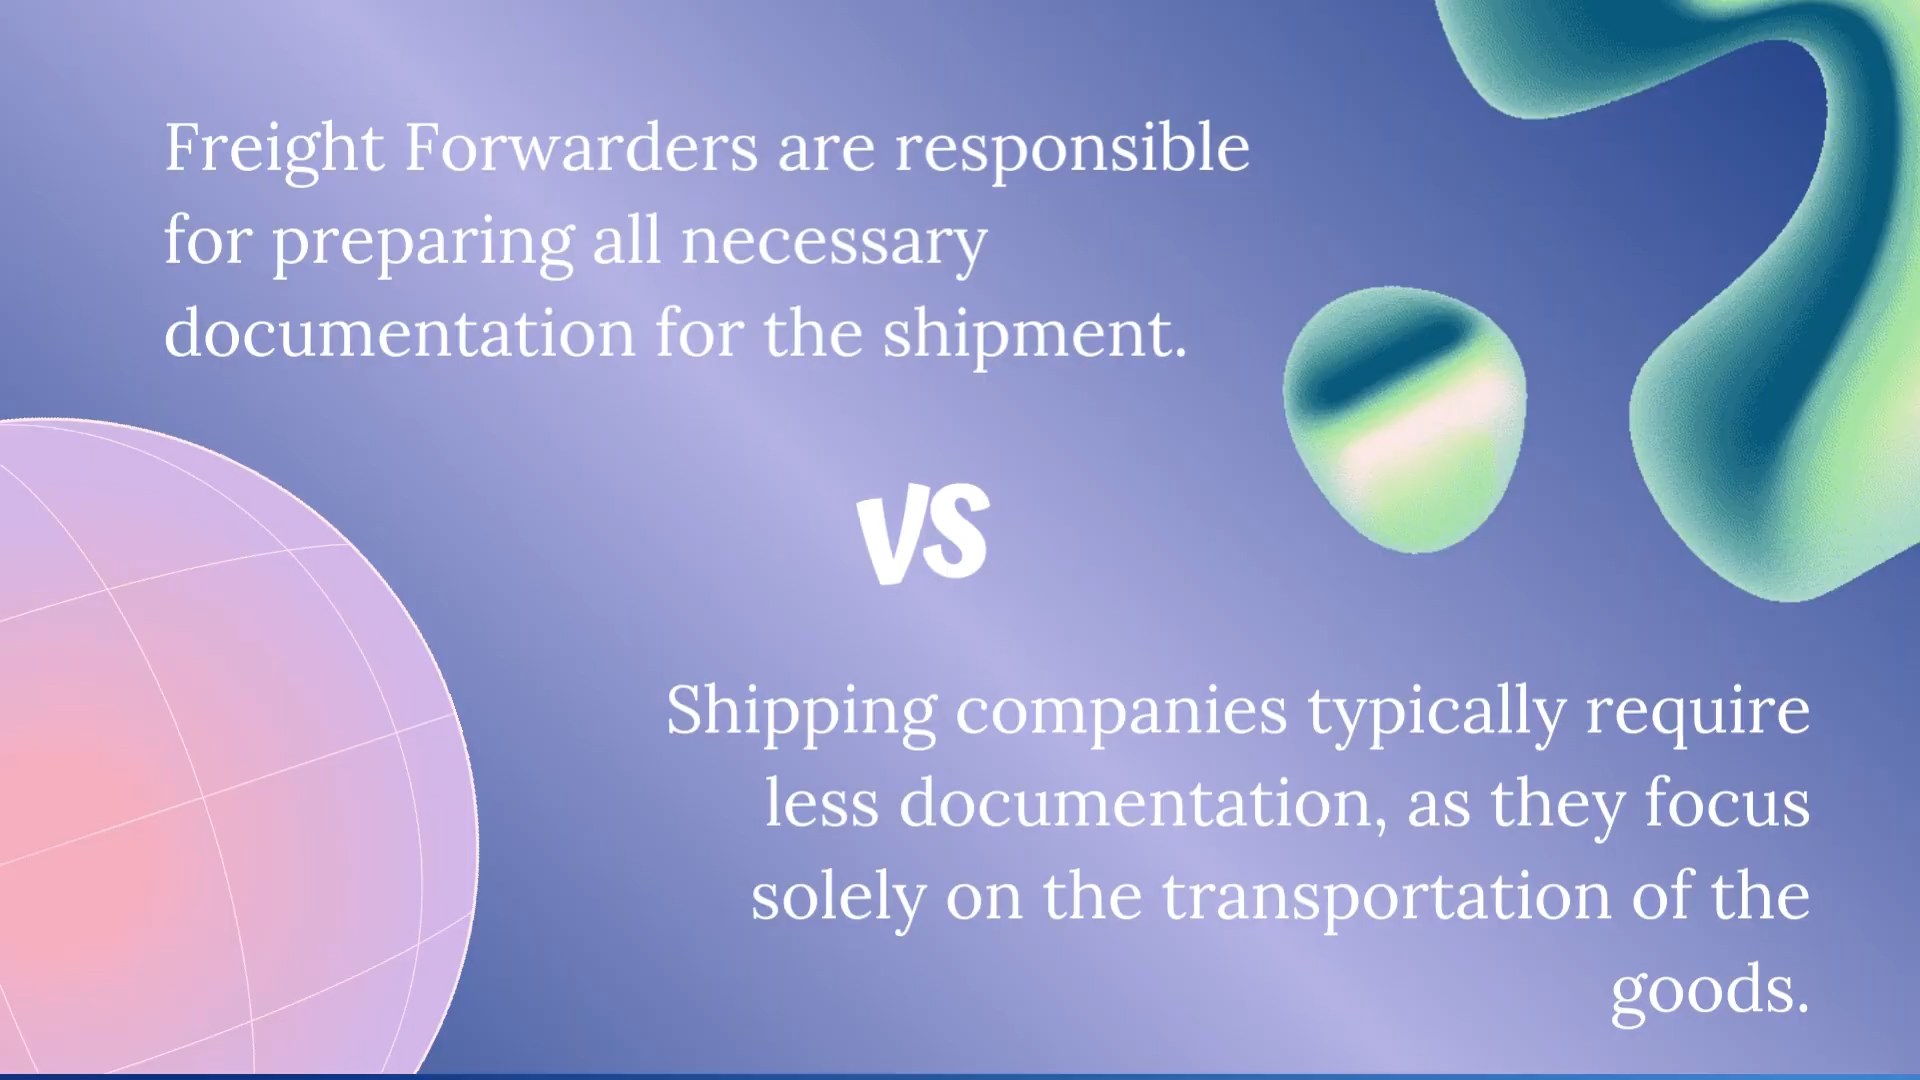 Freight Forwarders are responsible
for preparing all necessary
documentation for the shipment.
VS
Shipping companies typically require
less documentation, as they focus
solely on the transportation of the
goods.